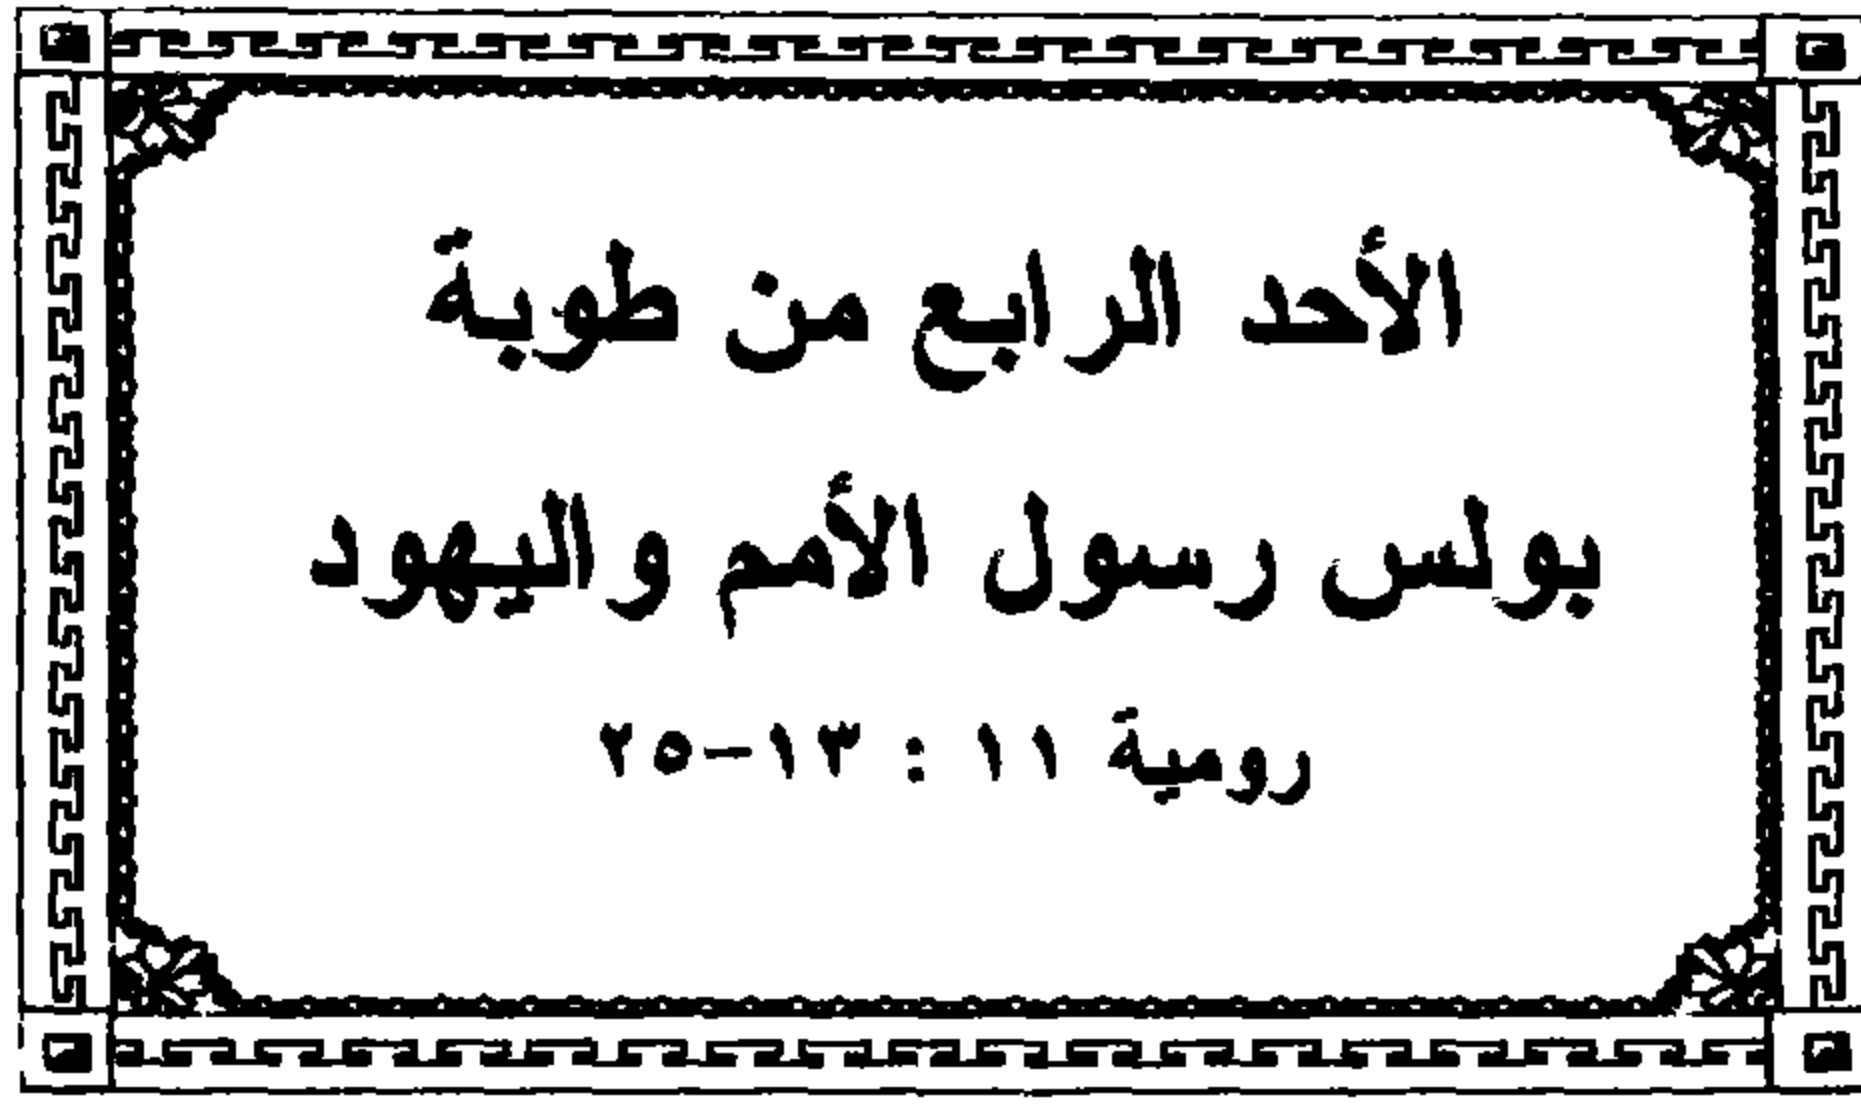 الأحد الرابع من طوبة
بولس رسول الأمم واليهود
رومية ١١ : ١٣-٢٥